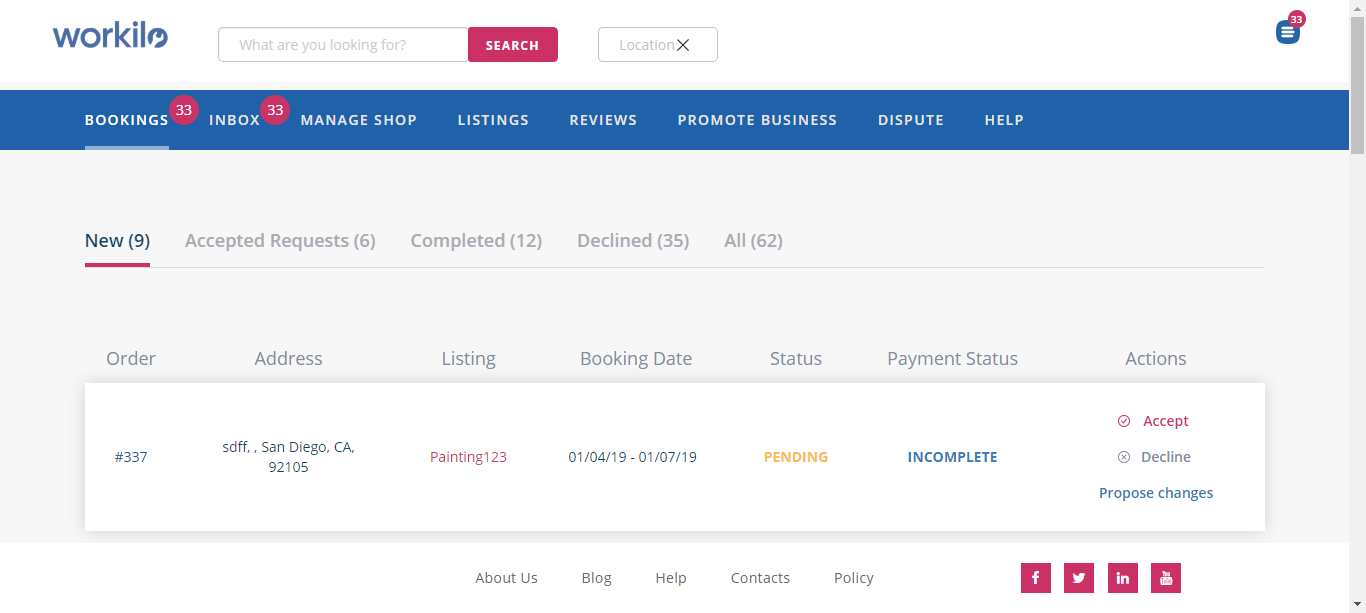 workilo
What are you looking for?
SEARCH
Location
33
BOOKINGS 33 INBOX 33 MANAGE SHOP LISTINGS REVIEWS PROMOTE BUSINESS DISPUTE HELP
New (9) Accepted Requests (6) Completed (12) Declined (35) All (62)
Order Address Listing Booking Date Status Payment Status Actions
#337
sdff, , San Diego, CA,
92105
Painting123
01/04/19 - 01/07/19
PENDING
INCOMPLETE
Accept
Decline
Propose changes
About Us Blog Help Contacts Policy
f in You Tube